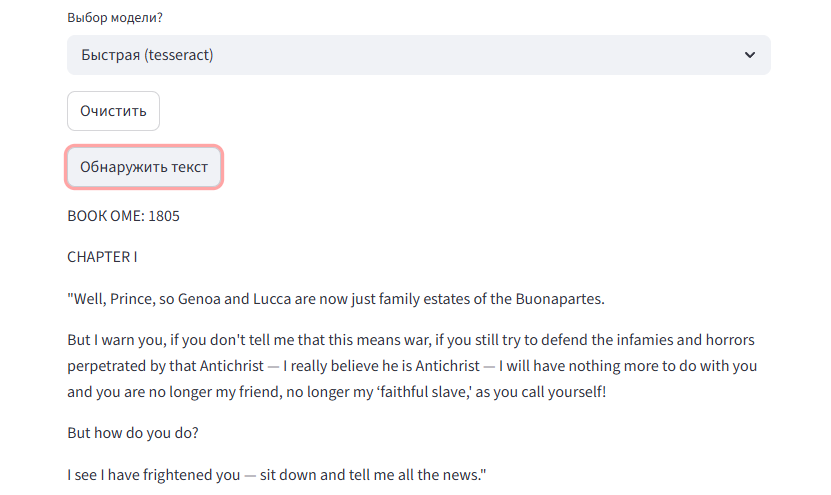 Выбор модели?
Быстрая (tesseract)
Очистить
Обнаружить текст
BOOK OME: 1805
CHAPTER I
"Well, Prince, so Genoa and Lucca are now just family estates of the Buonapartes.
But I warn you, if you don't tell me that this means war, if you still try to defend the infamies and horrors
perpetrated by that Antichrist — I really believe he is Antichrist — I will have nothing more to do with you
and you are no longer my friend, no longer my ‘faithful slave,' as you call yourself!
But how do you do?
I see I have frightened you — sit down and tell me all the news."